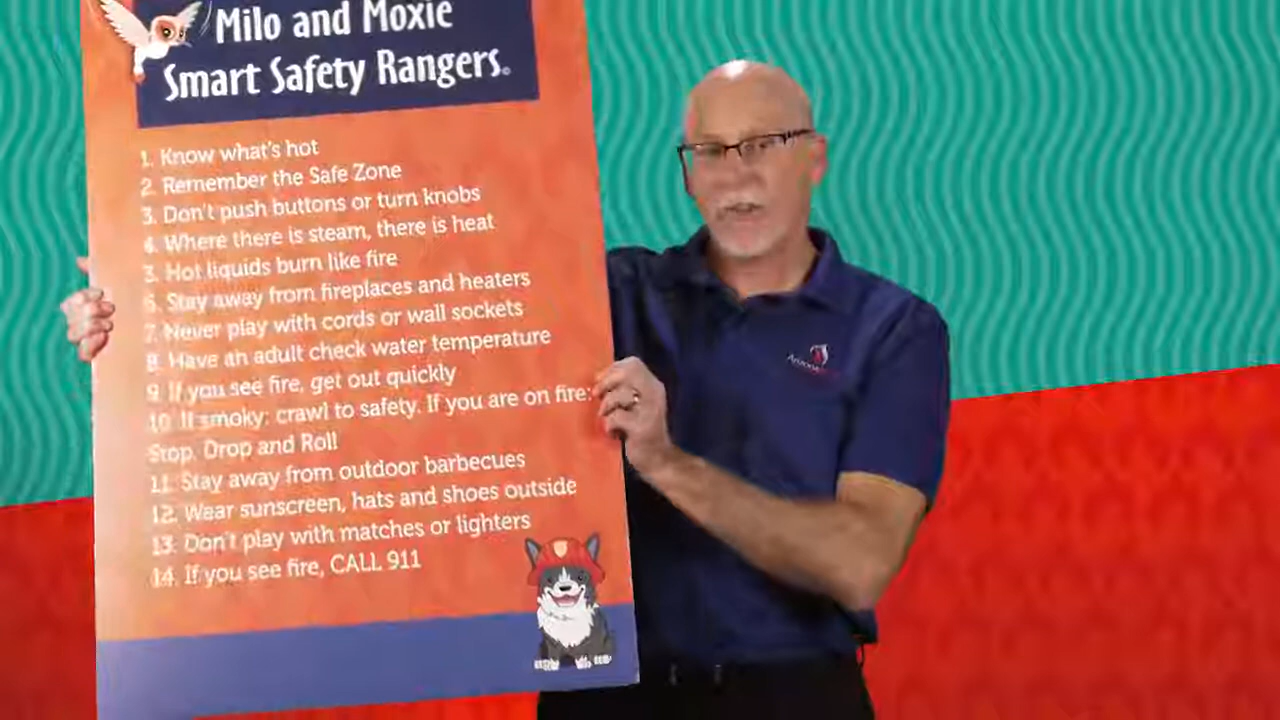 Milo and Moxie
Smart Safety Rangers®
1. Know what's hot
2. Remember the Safe Zone
3. Don't push buttons or turn knobs
4. Where there is steam, there is heat
5. Hot liquids burn like fire
6. Stay away from fireplaces and heaters
7. Never play with cords or wall sockets
8. Have an adult check water temperature
9. If you see fire, get out quickly
10. If smoky: crawl to safety. If you are on fire:
Stop, Drop and Roll
11. Stay away from outdoor barbecues
12. Wear sunscreen, hats and shoes outside
13. Don't play with matches or lighters
14. If you see fire, CALL 911
Arizona